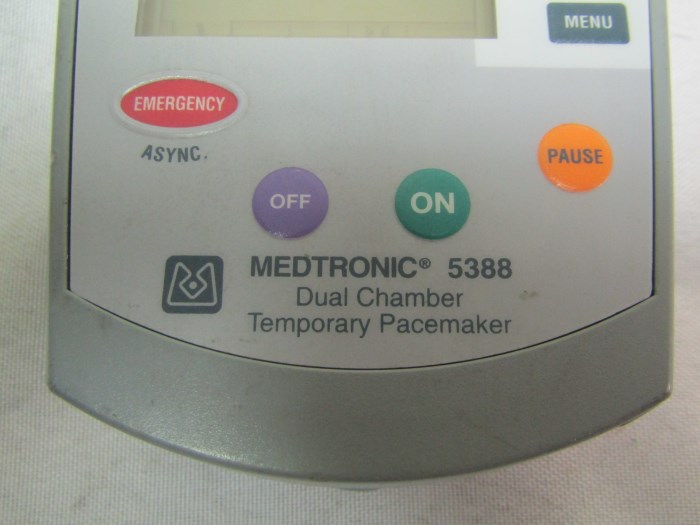 MENU
EMERGENCY
ASYNC.
PAUSE
OFF
ON
MEDTRONIC® 5388
Dual Chamber
Temporary Pacemaker